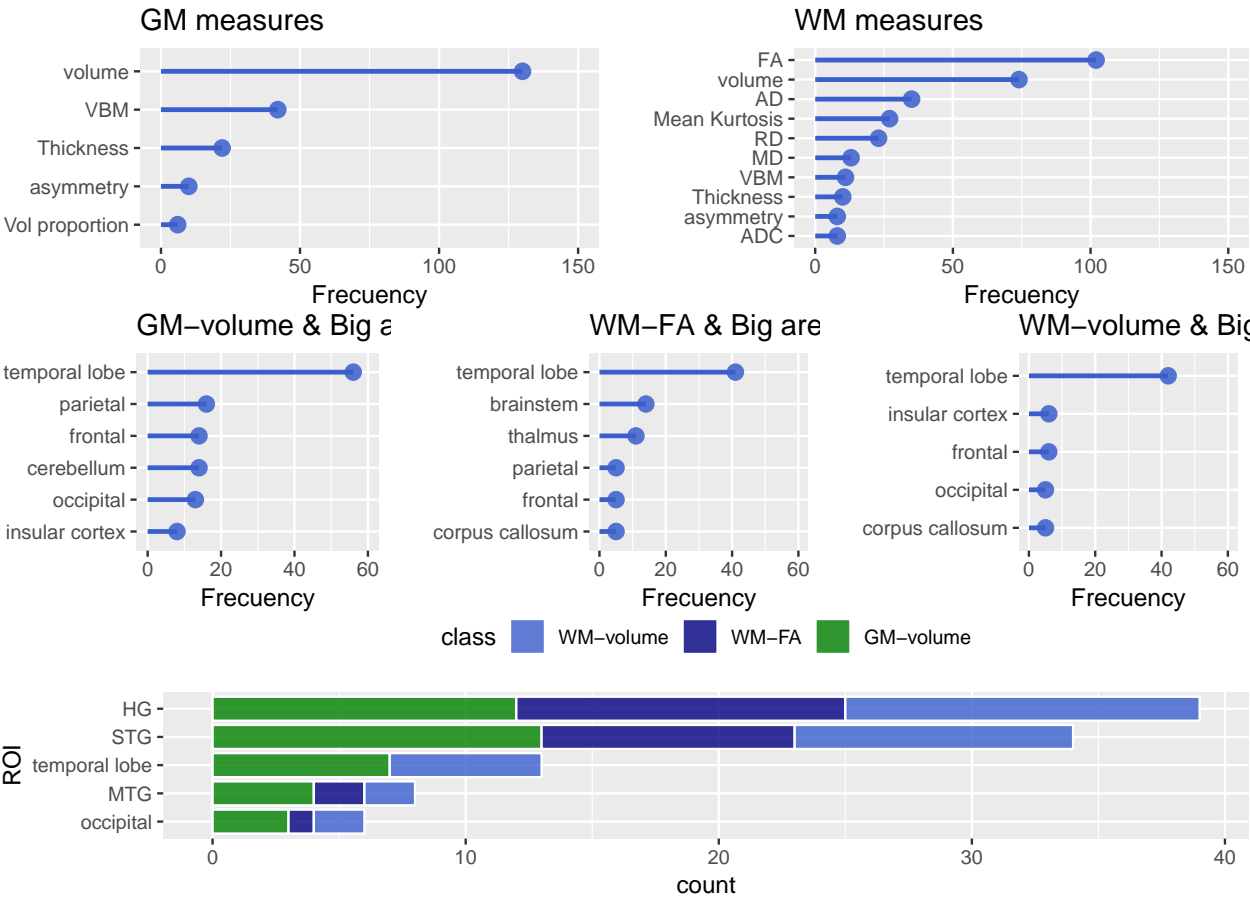 GM measures
volume
VBM
Thickness
asymmetry
Vol proportion
0 50 100 150
Frecuency
WM measures
FA
volume
AD
Mean Kurtosis
RD
MD
VBM
Thickness
asymmetry
ADC
0 50 100 150
Frecuency
GM−volume & Big a
temporal lobe
parietal
frontal
cerebellum
occipital
insular cortex
0 20 40 60
Frecuency
WM−FA & Big are
temporal lobe
brainstem
thalmus
parietal
frontal
corpus callosum
0 20 40 60
Frecuency
WM−volume & Big
temporal lobe
insular cortex
frontal
occipital
corpus callosum
0 20 40 60
Frecuency
class WM−volume WM−FA GM−volume
ROI
HG
STG
temporal lobe
MTG
occipital
0 10 20 30 40
count